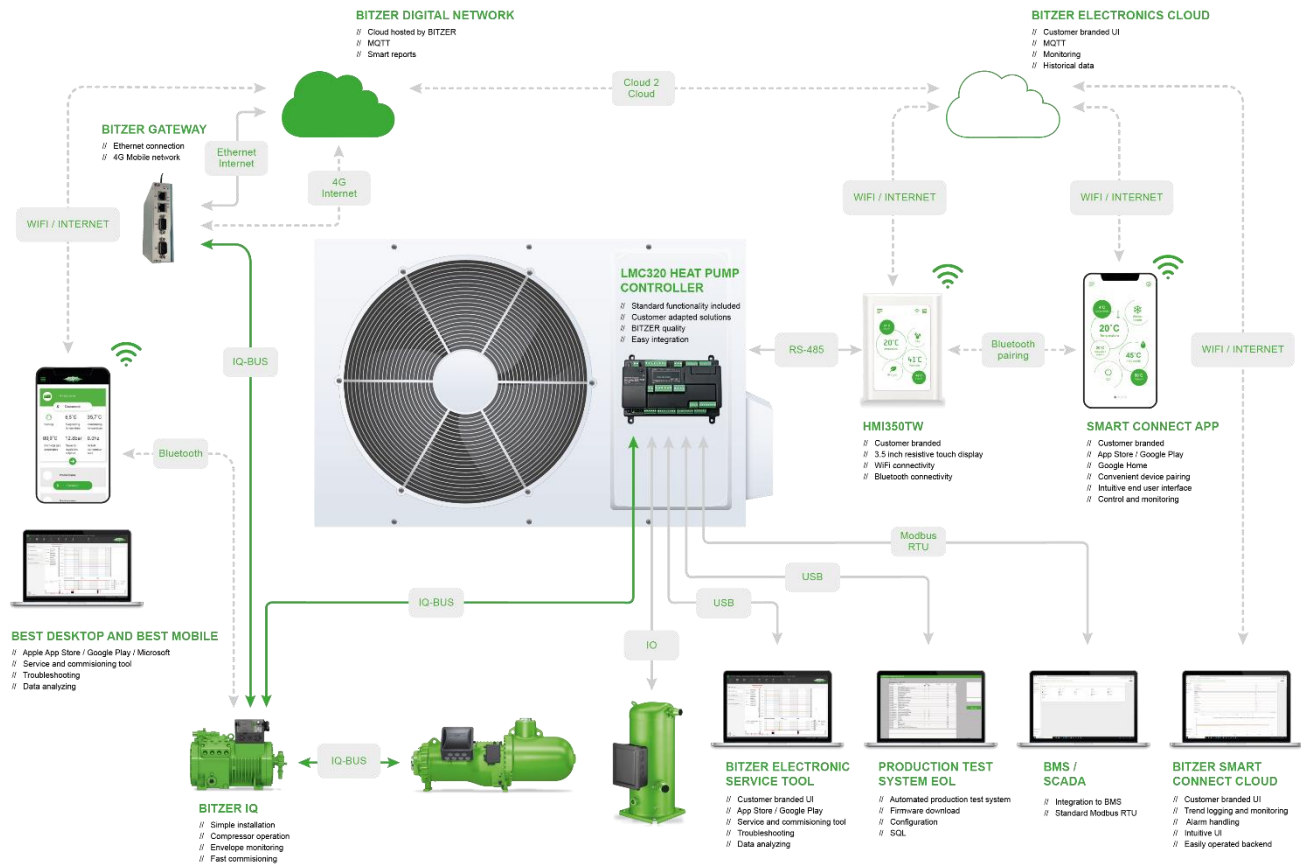 BITZER DIGITAL NETWORK
// Cloud hosted by BITZER
// MQTT
// Smart reports
BITZER ELECTRONICS CLOUD
// Customer branded UI
// MQTT
// Monitoring
// Historical data
Cloud 2
Cloud
BITZER GATEWAY
// Ethernet connection
// 4G Mobile network
Ethernet
Internet
4G
Internet
WIFI / INTERNET
WIFI / INTERNET
WIFI / INTERNET
LMC320 HEAT PUMP
CONTROLLER
// Standard functionality included
// Customer adapted solutions
// BITZER quality
// Easy integration
IQ-BUS
RS-485
20°C
41°C
Bluetooth
pairing
20°C
45°C
WIFI / INTERNET
Bluetooth
HMI350TW
// Customer branded
// 3.5 inch resistive touch display
// WiFi connectivity
// Bluetooth connectivity
SMART CONNECT APP
// Customer branded
// App Store / Google Play
// Google Home
// Convenient device pairing
// Intuitive end user interface
// Control and monitoring
Modbus
RTU
USB
USB
IQ-BUS
IO
BEST DESKTOP AND BEST MOBILE
// Apple App Store / Google Play / Microsoft
// Service and commisioning tool
// Troubleshooting
// Data analyzing
IQ-BUS
BITZER IQ
// Simple installation
// Compressor operation
// Envelope monitoring
// Fast commisioning
BITZER ELECTRONIC
SERVICE TOOL
// Customer branded UI
// App Store / Google Play
// Service and commisioning tool
// Troubleshooting
// Data analyzing
PRODUCTION TEST
SYSTEM EOL
// Automated production test system
// Firmware download
// Configuration
// SQL
BMS /
SCADA
// Integration to BMS
// Standard Modbus RTU
BITZER SMART
CONNECT CLOUD
// Customer branded UI
// Trend logging and monitoring
// Alarm handling
// Intuitive UI
// Easily operated backend